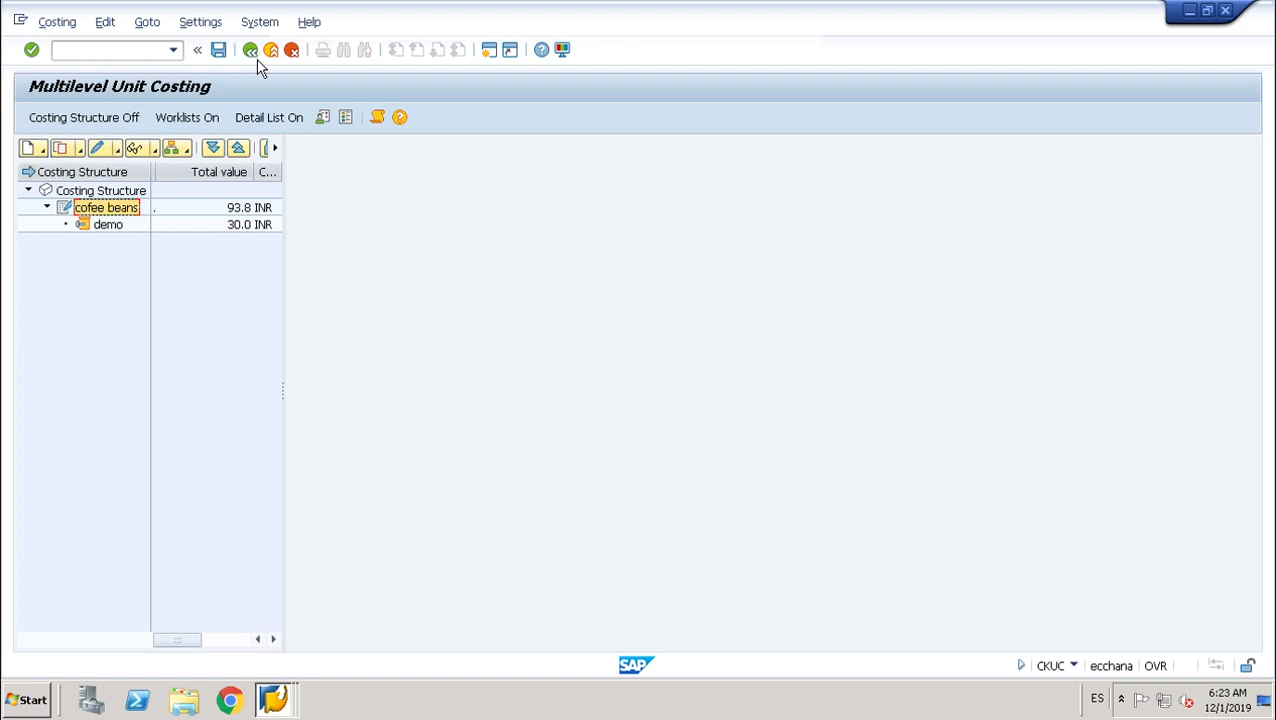 Costing Edit Goto Settings System Help
Multilevel Unit Costing
Costing Structure Off Worklists On Detail List On
Costing Structure Total value C...
Costing Structure
cofee beans . 93.8 INR
demo 30.0 INR
SAP
CKUC ecchana OVR
Start ES 6:23 AM
12/1/2019